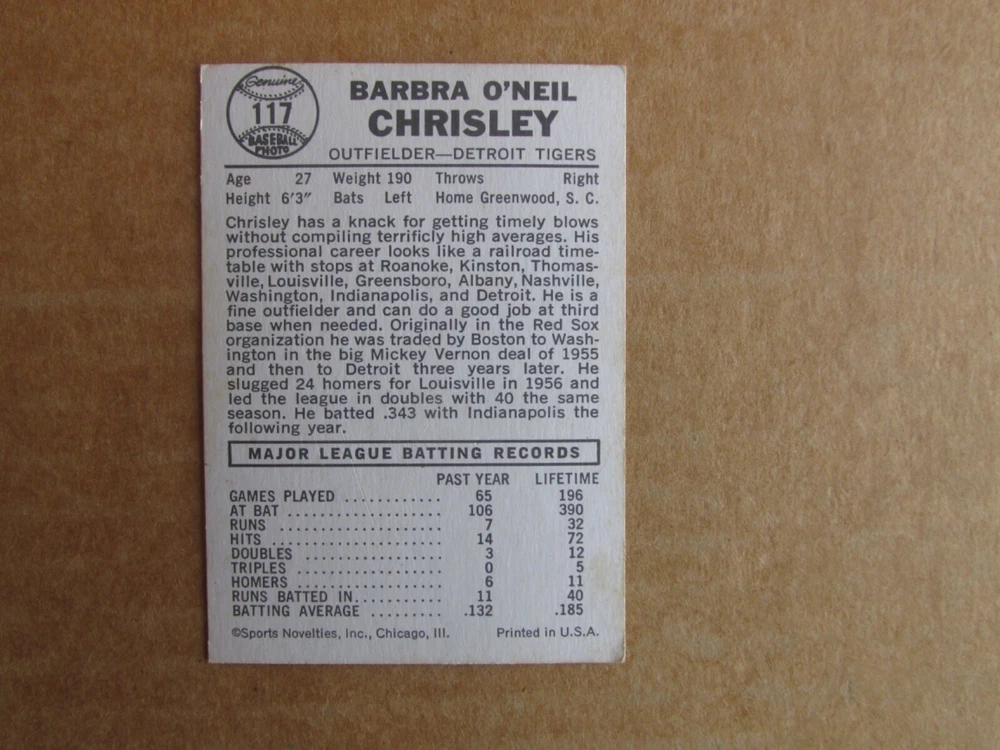 Genuine
117
BASEBALL
PHOTO
BARBRA O'NEIL
CHRISLEY
OUTFIELDER—DETROIT TIGERS
Age 27 Weight 190 Throws Right
Height 6'3" Bats Left Home Greenwood, S. C.
Chrisley has a knack for getting timely blows
without compiling terrificly high averages. His
professional career looks like a railroad time-
table with stops at Roanoke, Kinston, Thomas-
ville, Louisville, Greensboro, Albany, Nashville,
Washington, Indianapolis, and Detroit. He is a
fine outfielder and can do a good job at third
base when needed. Originally in the Red Sox
organization he was traded by Boston to Wash-
ington in the big Mickey Vernon deal of 1955
and then to Detroit three years later. He
slugged 24 homers for Louisville in 1956 and
led the league in doubles with 40 the same
season. He batted .343 with Indianapolis the
following year.
MAJOR LEAGUE BATTING RECORDS
PAST YEAR LIFETIME
GAMES PLAYED ............ 65 196
AT BAT .................... 106 390
RUNS ..................... 7 32
HITS ...................... 14 72
DOUBLES .................. 3 12
TRIPLES ................... 0 5
HOMERS .................. 6 11
RUNS BATTED IN........... 11 40
BATTING AVERAGE ......... .132 .185
©Sports Novelties, Inc., Chicago, Ill. Printed in U.S.A.